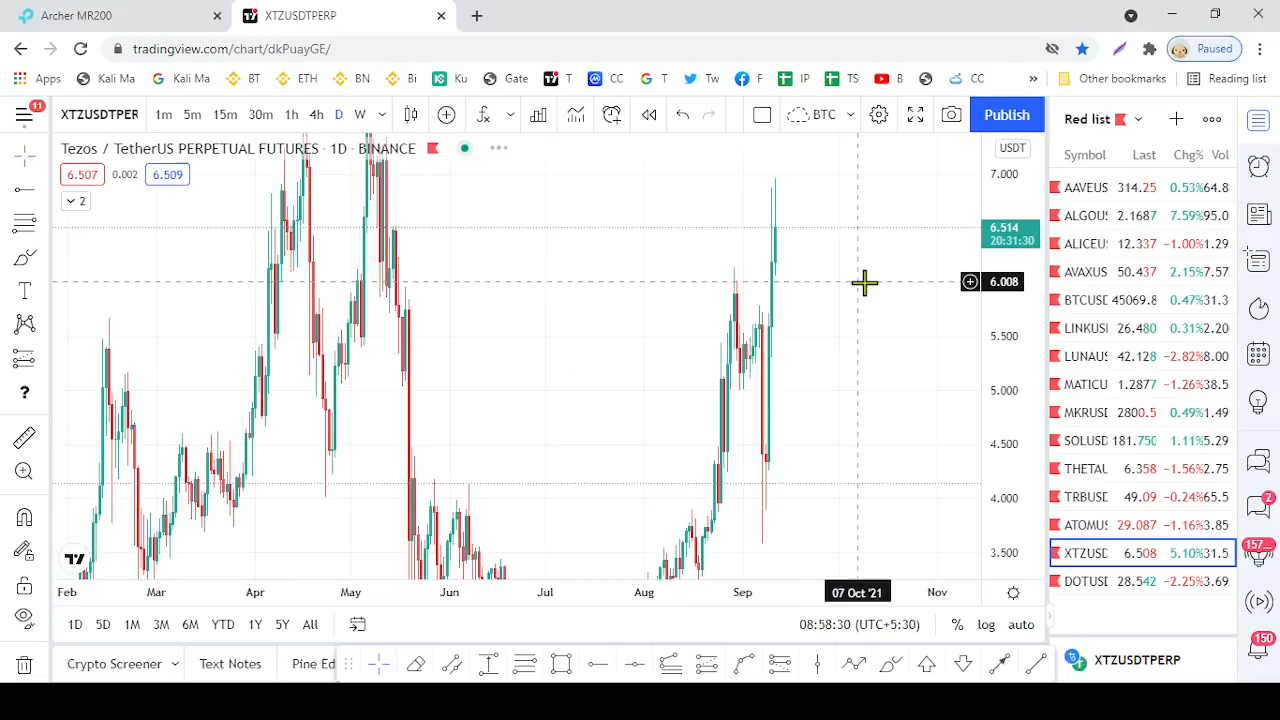 Archer MR200
XTZUSDTPERP
tradingview.com/chart/dkPuayGE/
Paused
Apps Kali Ma Kali Ma BT ETH BN Bi Ku Gate T CC T Tw F IP TS B CC » Other bookmarks Reading list
11
XTZUSDTPER 1m 5m 15m 30m 1h 4h D W BTC Publish
Red list
Tezos / TetherUS PERPETUAL FUTURES · 1D · BINANCE
USDT
Symbol Last Chg% Vol
6.507 0.002 6.509
2
7.000
6.514
20:31:30
6.008
5.500
5.000
4.500
4.000
3.500
AAVEUS 314.25 0.53% 64.8
ALGOU 2.1687 7.59% 95.0
ALICEU 12.337 -1.00% 1.29
AVAXUS 50.437 2.15% 7.57
BTCUSD 45069.8 0.47% 31.3
LINKUS 26.480 0.31% 2.20
LUNAUS 42.128 -2.82% 8.00
MATICU 1.2877 -1.26% 38.5
MKRUSD 2800.5 0.49% 1.49
SOLUSD 181.750 1.11% 5.29
THETAU 6.358 -1.56% 2.75
TRBUSD 49.09 -0.24% 65.5
ATOMUS 29.087 -1.16% 3.85
XTZUSD 6.508 5.10% 31.5
DOTUSD 28.542 -2.25% 3.69
2
157
150
Feb Mar Apr May Jun Jul Aug Sep 07 Oct '21 Nov
1D 5D 1M 3M 6M YTD 1Y 5Y All
08:58:30 (UTC+5:30) % log auto
Crypto Screener Text Notes Pine Ed
XTZUSDTPERP